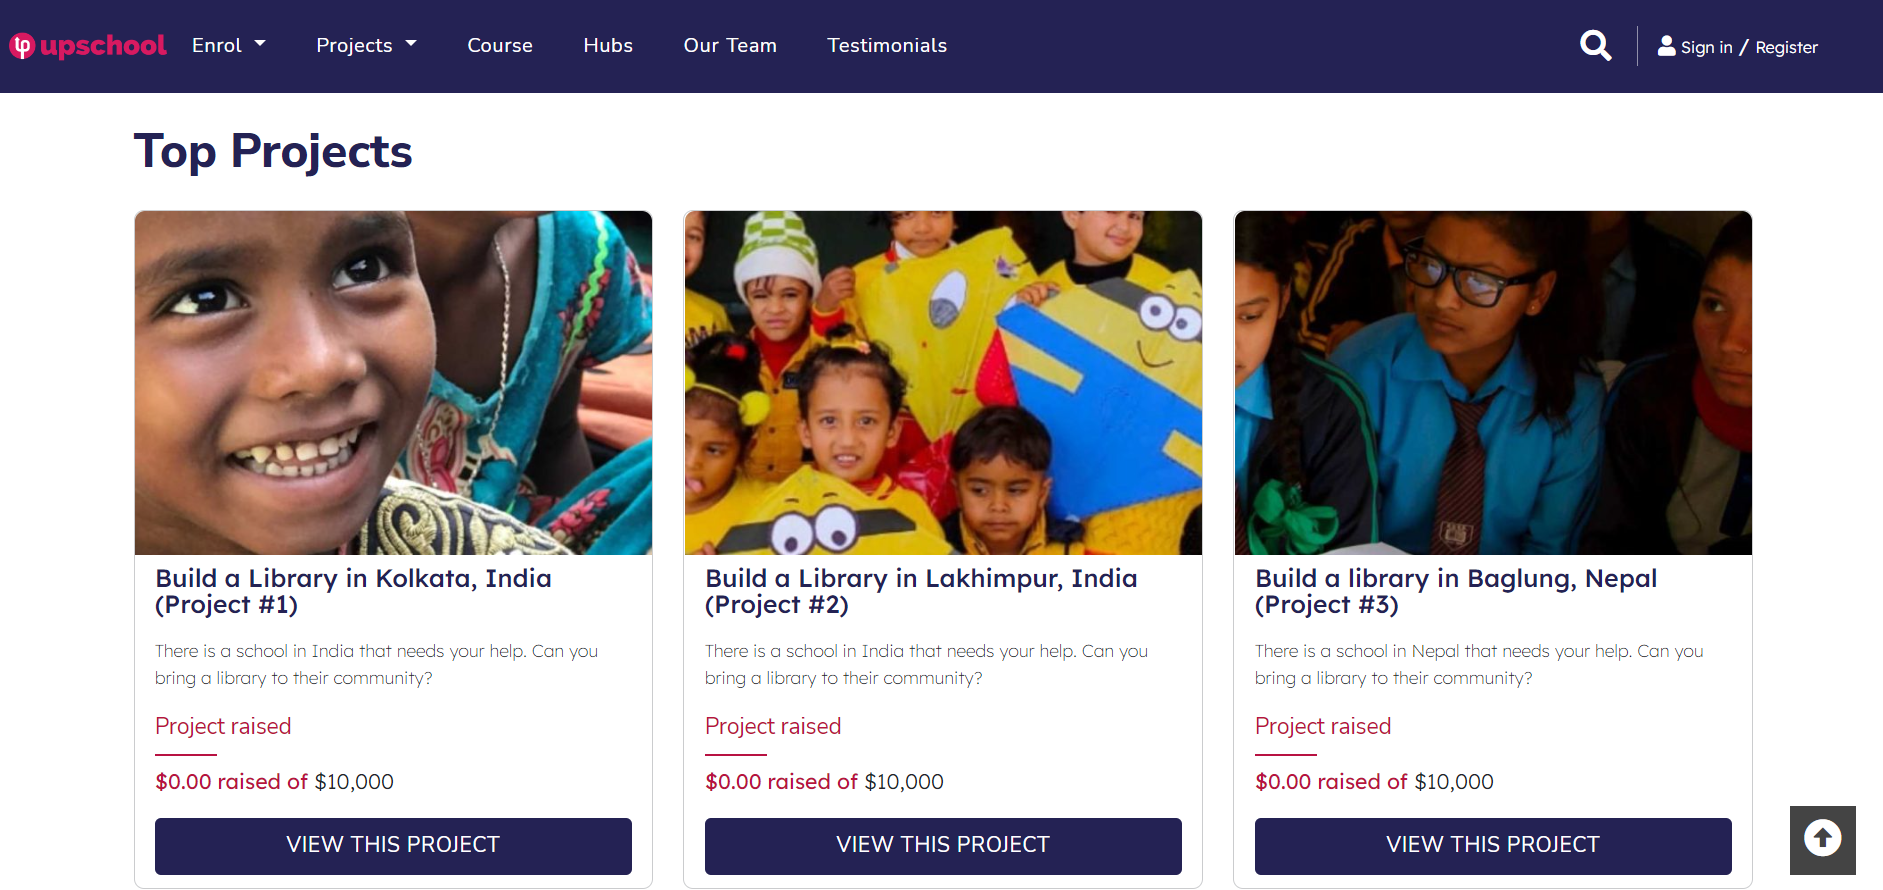 upschool
Enrol
Projects
Course
Hubs
Our Team
Testimonials
Sign in / Register
Top Projects
Build a Library in Kolkata, India
(Project #1)
There is a school in India that needs your help. Can you
bring a library to their community?
Project raised
$0.00 raised of $10,000
VIEW THIS PROJECT
Build a Library in Lakhimpur, India
(Project #2)
There is a school in India that needs your help. Can you
bring a library to their community?
Project raised
$0.00 raised of $10,000
VIEW THIS PROJECT
Build a library in Baglung, Nepal
(Project #3)
There is a school in Nepal that needs your help. Can you
bring a library to their community?
Project raised
$0.00 raised of $10,000
VIEW THIS PROJECT